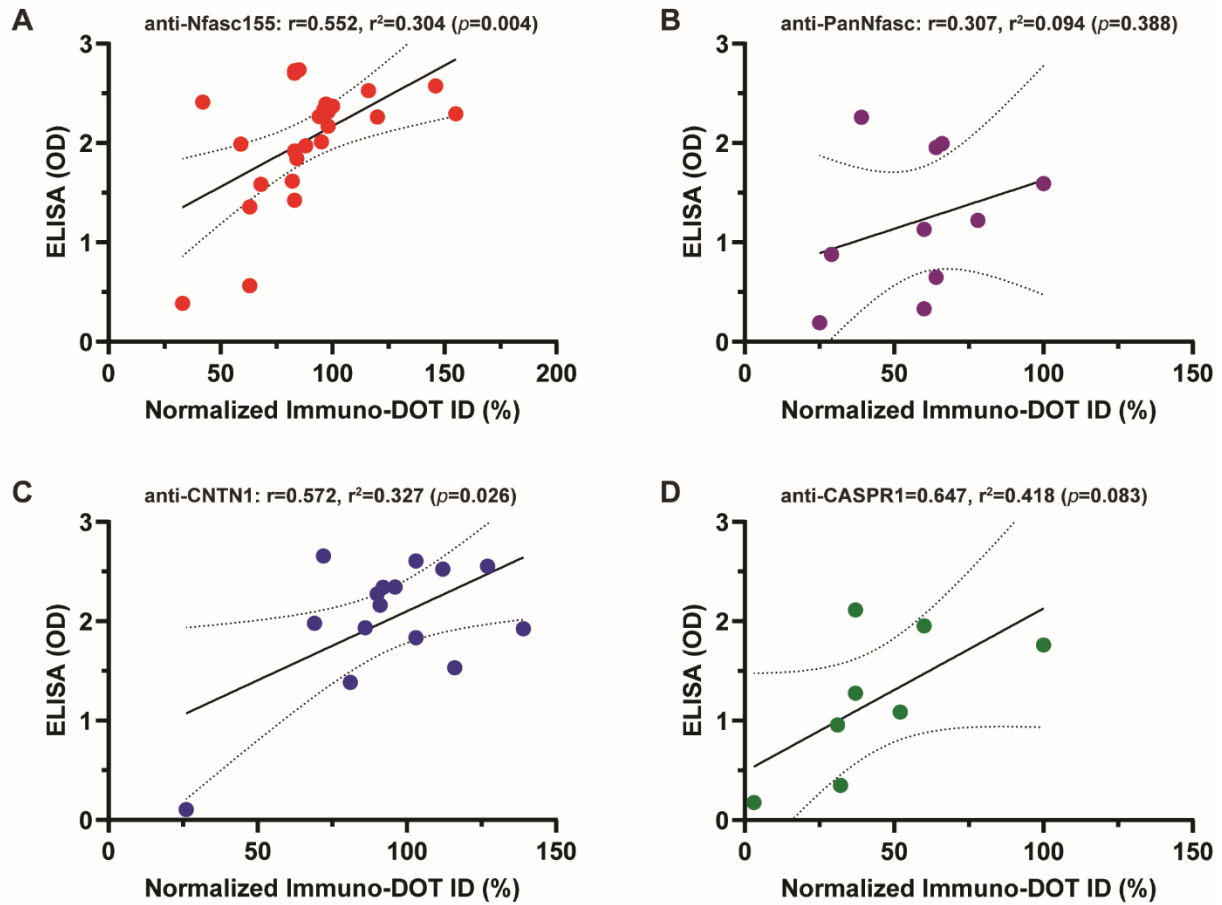 A
anti-Nfasc155: r=0.552, r²=0.304 (p=0.004)
3
2
1
0
ELISA (OD)
0 50 100 150 200
Normalized Immuno-DOT ID (%)
B
anti-PanNfasc: r=0.307, r²=0.094 (p=0.388)
3
2
1
0
ELISA (OD)
0 50 100 150
Normalized Immuno-DOT ID (%)
C
anti-CNTN1: r=0.572, r²=0.327 (p=0.026)
3
2
1
0
ELISA (OD)
0 50 100 150
Normalized Immuno-DOT ID (%)
D
anti-CASPR1=0.647, r²=0.418 (p=0.083)
3
2
1
0
ELISA (OD)
0 50 100 150
Normalized Immuno-DOT ID (%)